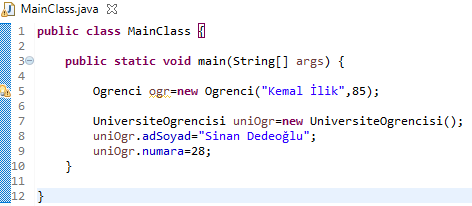 MainClass.java
1 public class MainClass {
2
3 public static void main(String[] args) {
4
5 Ogrenci ogr=new Ogrenci("Kemal İlik",85);
6
7 UniversiteOgrencisi uniOgr=new UniversiteOgrencisi();
8 uniOgr.adSoyad="Sinan Dedeoğlu";
9 uniOgr.numara=28;
10 }
11
12 }